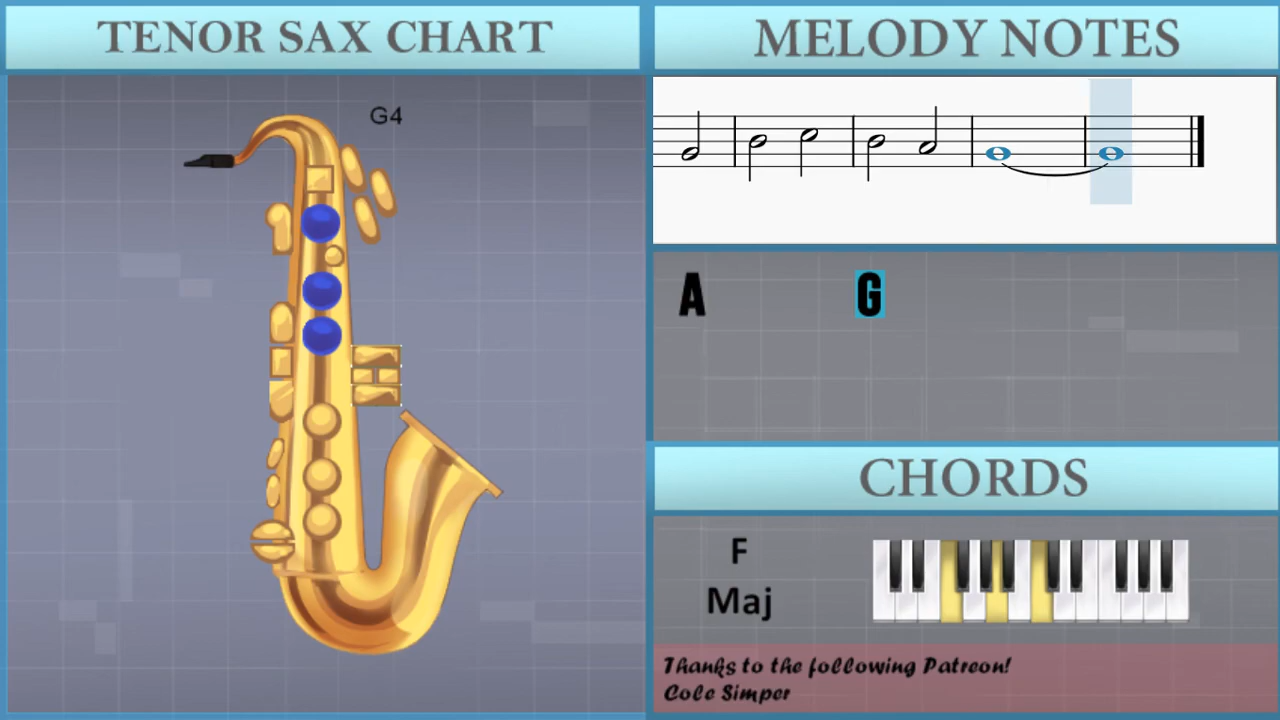 TENOR SAX CHART
G4
MELODY NOTES
A G
CHORDS
F
Maj
Thanks to the following Patreon!
Cole Simper